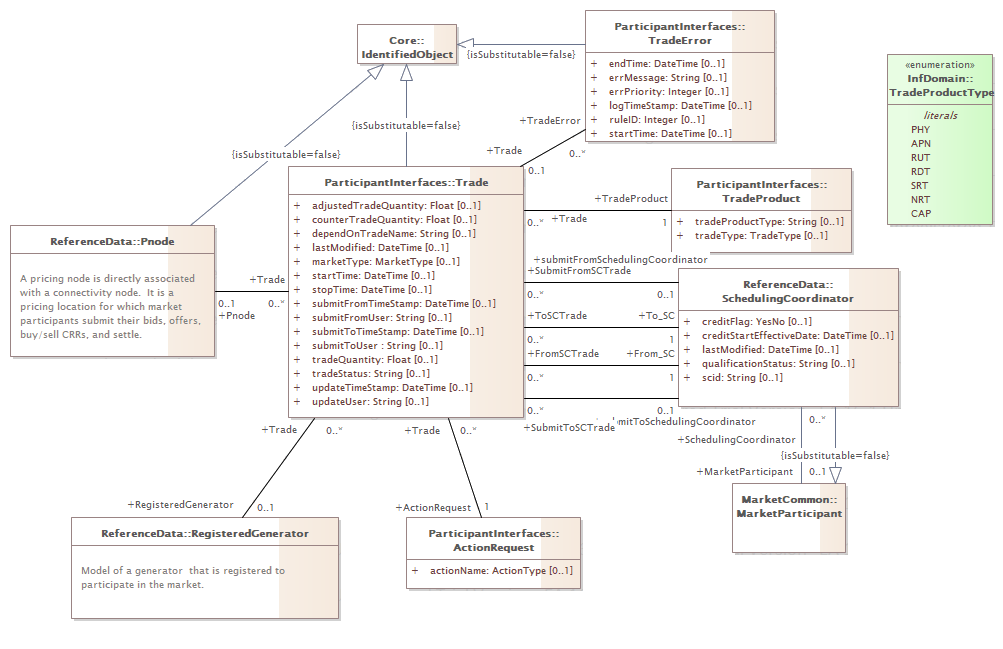 Core::
IdentifiedObject
{isSubstitutable=false}
{isSubstitutable=false}
{isSubstitutable=false}
ParticipantInterfaces::
TradeError
+ endTime: DateTime [0..1]
+ errMessage: String [0..1]
+ errPriority: Integer [0..1]
+ logTimeStamp: DateTime [0..1]
+ ruleID: Integer [0..1]
+ startTime: DateTime [0..1]
«enumeration»
InfDomain::
TradeProductType
literals
PHY
APN
RUT
RDT
SRT
NRT
CAP
+TradeError
0..*
+Trade
0..1
ParticipantInterfaces::Trade
+ adjustedTradeQuantity: Float [0..1]
+ counterTradeQuantity: Float [0..1]
+ dependOnTradeName: String [0..1]
+ lastModified: DateTime [0..1]
+ marketType: MarketType [0..1]
+ startTime: DateTime [0..1]
+ stopTime: DateTime [0..1]
+ submitFromTimeStamp: DateTime [0..1]
+ submitFromUser: String [0..1]
+ submitToTimeStamp: DateTime [0..1]
+ submitToUser : String [0..1]
+ tradeQuantity: Float [0..1]
+ tradeStatus: String [0..1]
+ updateTimeStamp: DateTime [0..1]
+ updateUser: String [0..1]
+TradeProduct
0..* +Trade 1
ParticipantInterfaces::
TradeProduct
+ tradeProductType: String [0..1]
+ tradeType: TradeType [0..1]
ReferenceData::Pnode
A pricing node is directly associated
with a connectivity node. It is a
pricing location for which market
participants submit their bids, offers,
buy/sell CRRs, and settle.
+Trade
0..1 0..*
+Pnode
+submitFromSchedulingCoordinator
+SubmitFromSCTrade
0..* 0..1
+ToSCTrade +To_SC
0..* 1
+FromSCTrade +From_SC
0..* 1
0..* 0..1
+SubmitToSCTrade
mitToSchedulingCoordinator
ReferenceData::
SchedulingCoordinator
+ creditFlag: YesNo [0..1]
+ creditStartEffectiveDate: DateTime [0..1]
+ lastModified: DateTime [0..1]
+ qualificationStatus: String [0..1]
+ scid: String [0..1]
0..*
+SchedulingCoordinator
{isSubstitutable=false}
+MarketParticipant 0..1
MarketCommon::
MarketParticipant
+Trade 0..*
+RegisteredGenerator 0..1
ReferenceData::RegisteredGenerator
Model of a generator that is registered to
participate in the market.
+Trade 0..*
+ActionRequest 1
ParticipantInterfaces::
ActionRequest
+ actionName: ActionType [0..1]